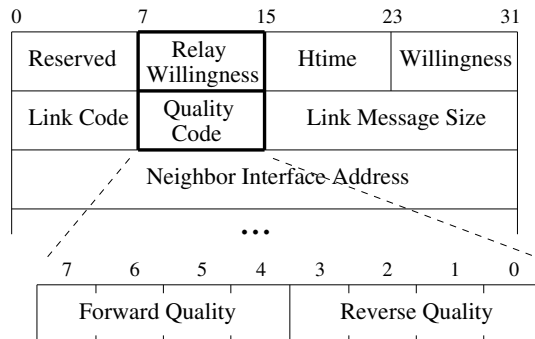 0 7 15 23 31
Reserved Relay Willingness Htime Willingness
Link Code Quality Code Link Message Size
Neighbor Interface Address
...
7 6 5 4 3 2 1 0
Forward Quality Reverse Quality